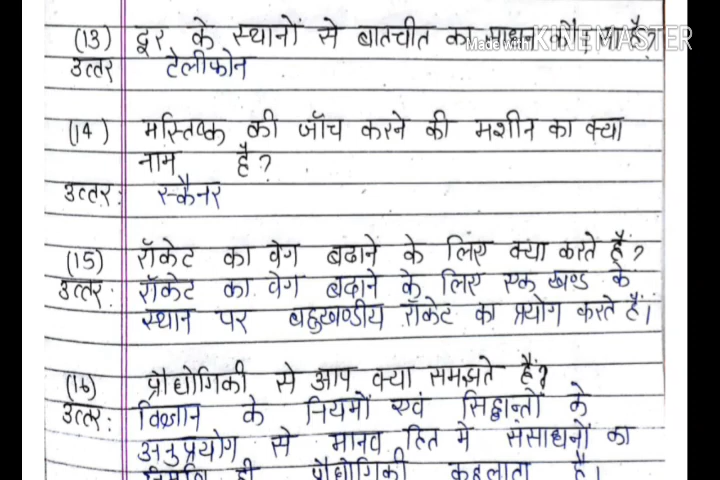 (13) दूर के स्थानों से बातचीत का साधन कौन सा है?
Made With KINEMASTER
उत्तर टेलीफोन
(14) मस्तिष्क की जाँच करने की मशीन का क्या
नाम है?
उत्तर: स्कैनर
(15) रॉकेट का वेग बढाने के लिए क्या करते हैं?
उत्तर: रॉकेट का वेग बढाने के लिए एक खण्ड के
स्थान पर बहुखण्डीय रॉकेट का प्रयोग करते हैं।
(16) प्रौद्योगिकी से आप क्या समझते हैं?
उत्तर: विज्ञान के नियमों एवं सिद्धान्तों के
अनुप्रयोग से मानव हित मे संसाधनों का
निर्माण ही प्रौद्योगिकी कहलाता है।